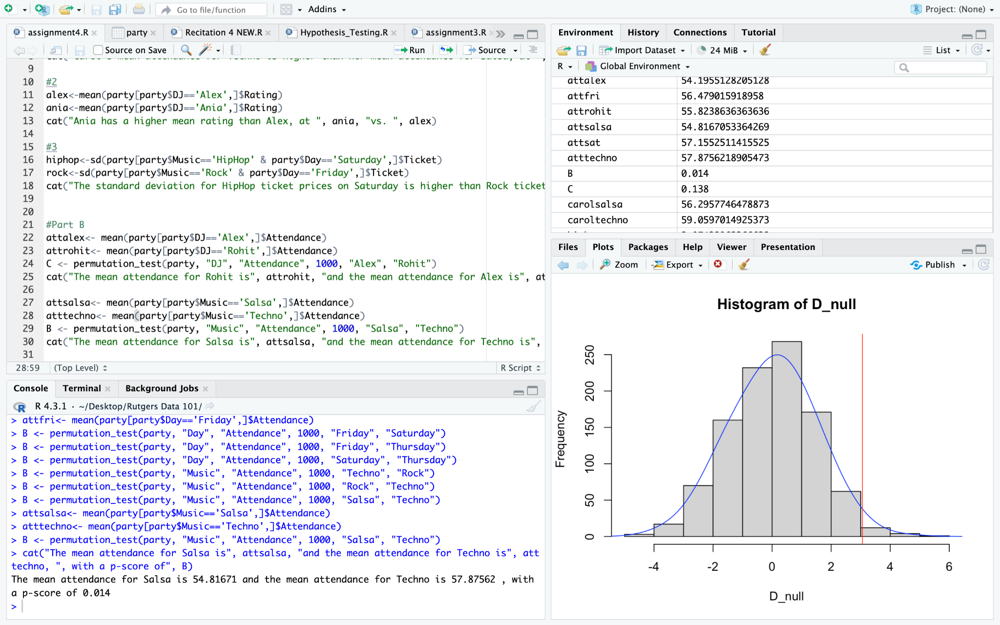 Go to file/function
Addins
Project: (None)
assignment4.R
party
Recitation 4 NEW.R
Hypothesis_Testing.R
assignment3.R
Source on Save
Run
Source
9
10 #2
11 alex<-mean(party[party$DJ=='Alex',]$Rating)
12 ania<-mean(party[party$DJ=='Ania',]$Rating)
13 cat("Ania has a higher mean rating than Alex, at ", ania, "vs. ", alex)
14
15 #3
16 hiphop<-sd(party[party$Music=='HipHop' & party$Day=='Saturday',]$Ticket)
17 rock<-sd(party[party$Music=='Rock' & party$Day=='Friday',]$Ticket)
18 cat("The standard deviation for HipHop ticket prices on Saturday is higher than Rock ticket
19
20
21 #Part B
22 attalex<- mean(party[party$DJ=='Alex',]$Attendance)
23 attrohit<- mean(party[party$DJ=='Rohit',]$Attendance)
24 C <- permutation_test(party, "DJ", "Attendance", 1000, "Alex", "Rohit")
25 cat("The mean attendance for Rohit is", attrohit, "and the mean attendance for Alex is", at
26
27 attsalsa<- mean(party[party$Music=='Salsa',]$Attendance)
28 atttechno<- mean(party[party$Music=='Techno',]$Attendance)
29 B <- permutation_test(party, "Music", "Attendance", 1000, "Salsa", "Techno")
30 cat("The mean attendance for Salsa is", attsalsa, "and the mean attendance for Techno is",
31
28:59 (Top Level) R Script
Console Terminal Background Jobs
R 4.3.1 · ~/Desktop/Rutgers Data 101/
> attfri<- mean(party[party$Day=='Friday',]$Attendance)
> B <- permutation_test(party, "Day", "Attendance", 1000, "Friday", "Saturday")
> B <- permutation_test(party, "Day", "Attendance", 1000, "Friday", "Thursday")
> B <- permutation_test(party, "Day", "Attendance", 1000, "Saturday", "Thursday")
> B <- permutation_test(party, "Music", "Attendance", 1000, "Techno", "Rock")
> B <- permutation_test(party, "Music", "Attendance", 1000, "Rock", "Techno")
> B <- permutation_test(party, "Music", "Attendance", 1000, "Salsa", "Techno")
> attsalsa<- mean(party[party$Music=='Salsa',]$Attendance)
> atttechno<- mean(party[party$Music=='Techno',]$Attendance)
> B <- permutation_test(party, "Music", "Attendance", 1000, "Salsa", "Techno")
> cat("The mean attendance for Salsa is", attsalsa, "and the mean attendance for Techno is", att
techno, ", with a p-score of", B)
The mean attendance for Salsa is 54.81671 and the mean attendance for Techno is 57.87562 , with
a p-score of 0.014
>
Environment History Connections Tutorial
Import Dataset 24 MiB List
R Global Environment
attalex 54.1955128205128
attfri 56.479015918958
attrohit 55.8238636363636
attsalsa 54.8167053364269
attsat 57.1552511415525
atttechno 57.8756218905473
B 0.014
C 0.138
carolsalsa 56.2957746478873
caroltechno 59.0597014925373
Files Plots Packages Help Viewer Presentation
Zoom Export Publish
Histogram of D_null
Frequency
250
200
150
100
50
0
-4 -2 0 2 4 6
D_null